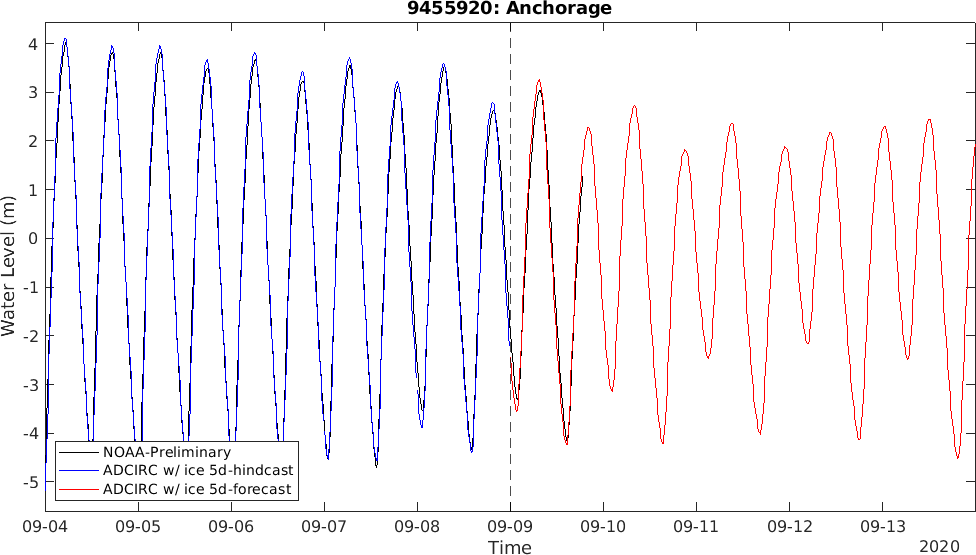 9455920: Anchorage
Water Level (m)
4
3
2
1
0
-1
-2
-3
-4
-5
NOAA-Preliminary
ADCIRC w/ ice 5d-hindcast
ADCIRC w/ ice 5d-forecast
09-04 09-05 09-06 09-07 09-08 09-09 09-10 09-11 09-12 09-13
Time
2020